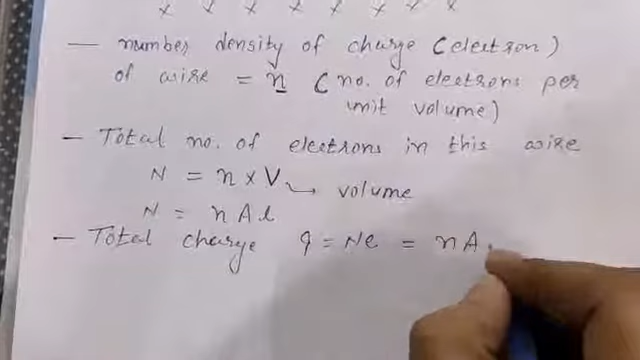 x x x x x x x x
— number density of charge (electron)
of wire = n (no. of electrons per
unit volume)
- Total no. of electrons in this wire
N = n × V → volume
N = n A l
- Total charge q = Ne = n A